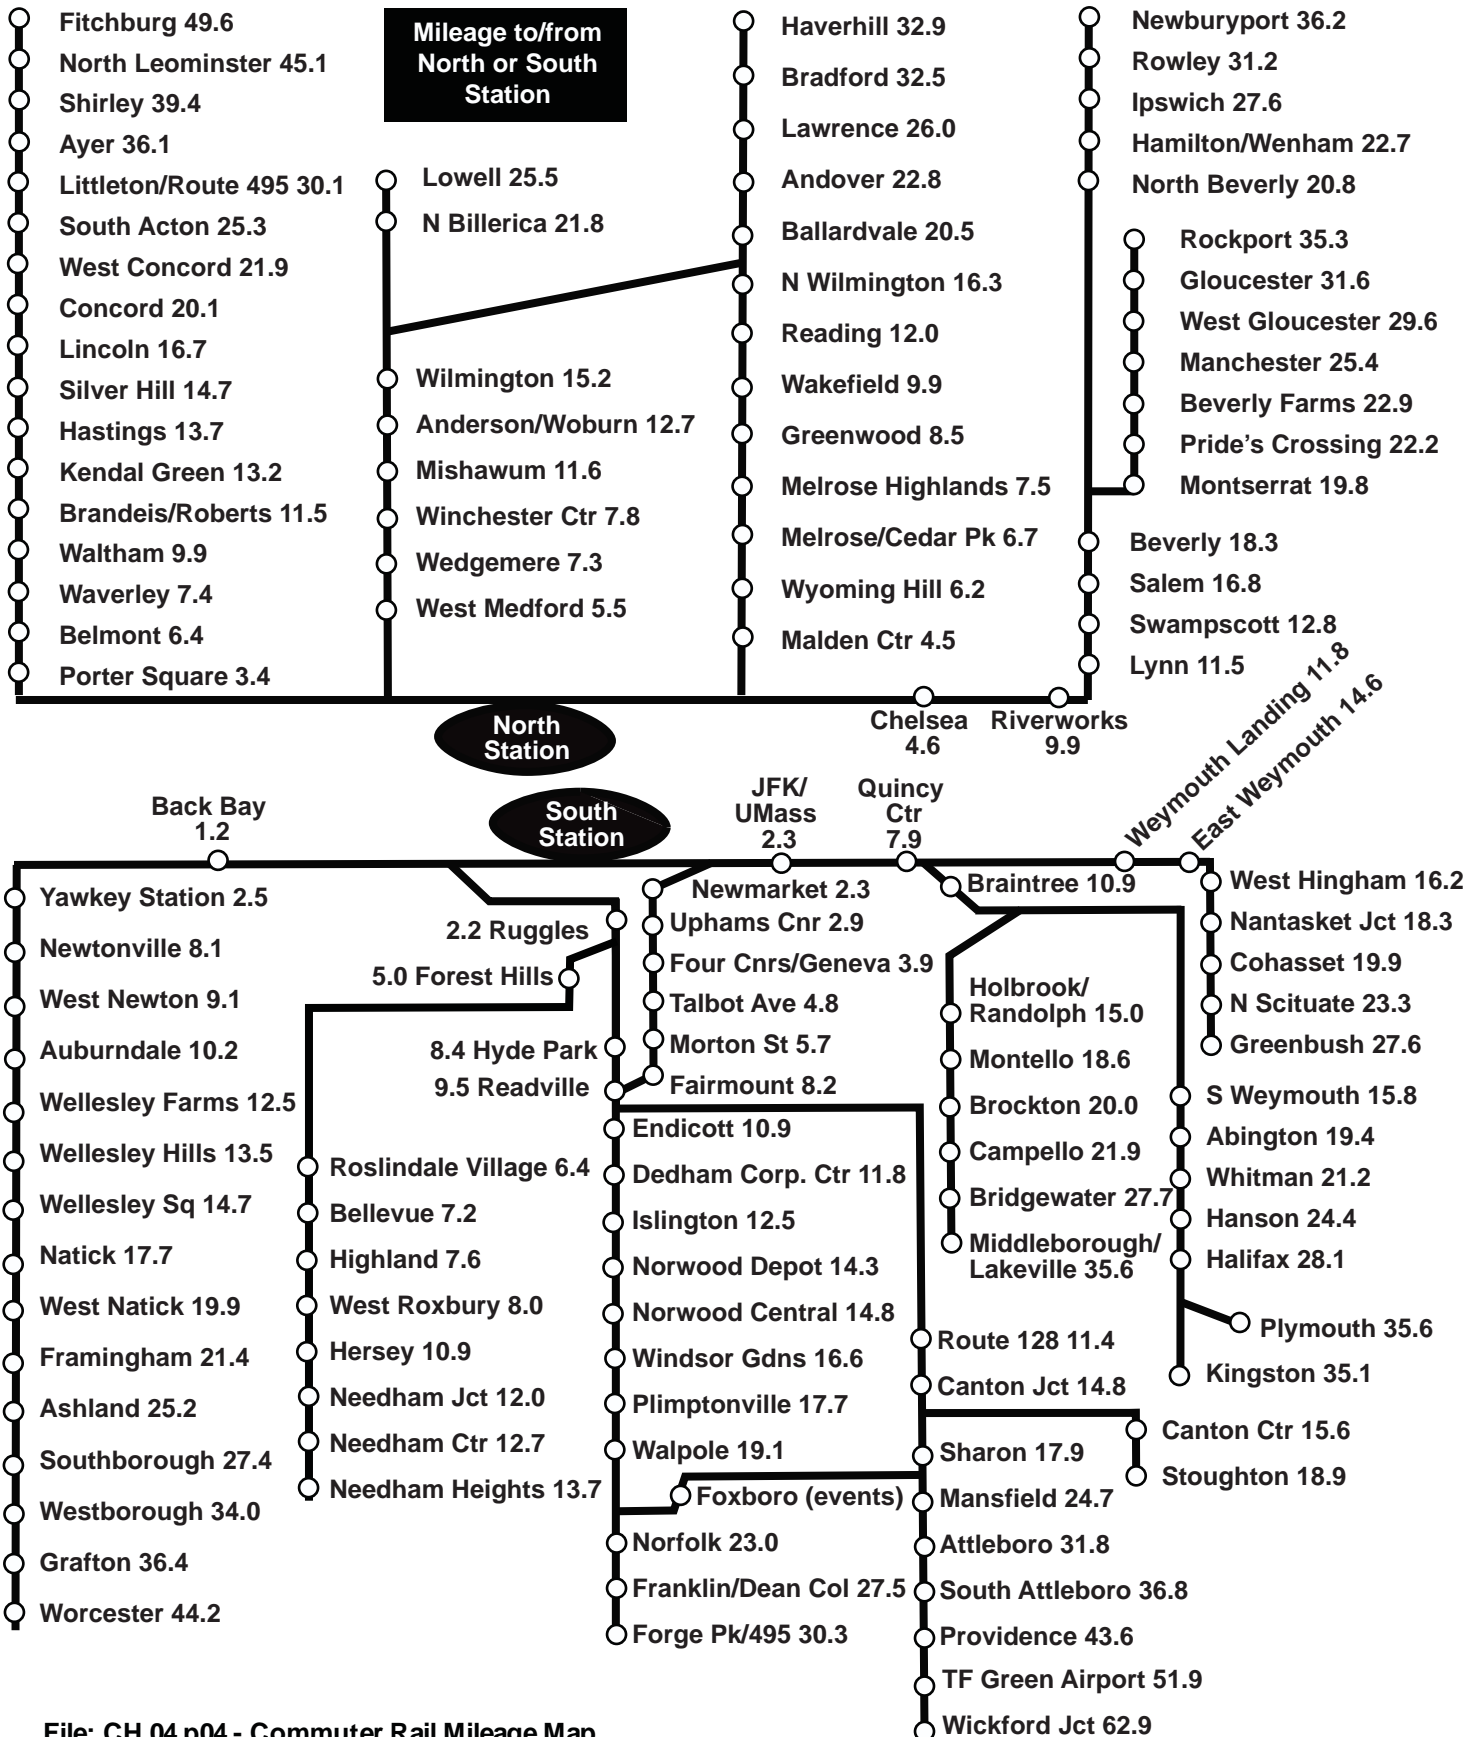 Fitchburg 49.6
North Leominster 45.1
Shirley 39.4
Ayer 36.1
Littleton/Route 495 30.1
South Acton 25.3
West Concord 21.9
Concord 20.1
Lincoln 16.7
Silver Hill 14.7
Hastings 13.7
Kendal Green 13.2
Brandeis/Roberts 11.5
Waltham 9.9
Waverley 7.4
Belmont 6.4
Porter Square 3.4
Mileage to/from
North or South
Station
Lowell 25.5
N Billerica 21.8
Wilmington 15.2
Anderson/Woburn 12.7
Mishawum 11.6
Winchester Ctr 7.8
Wedgemere 7.3
West Medford 5.5
Haverhill 32.9
Bradford 32.5
Lawrence 26.0
Andover 22.8
Ballardvale 20.5
N Wilmington 16.3
Reading 12.0
Wakefield 9.9
Greenwood 8.5
Melrose Highlands 7.5
Melrose/Cedar Pk 6.7
Wyoming Hill 6.2
Malden Ctr 4.5
Newburyport 36.2
Rowley 31.2
Ipswich 27.6
Hamilton/Wenham 22.7
North Beverly 20.8
Rockport 35.3
Gloucester 31.6
West Gloucester 29.6
Manchester 25.4
Beverly Farms 22.9
Pride's Crossing 22.2
Montserrat 19.8
Beverly 18.3
Salem 16.8
Swampscott 12.8
Lynn 11.5
North
Station
Chelsea
4.6
Riverworks
9.9
Back Bay
1.2
South
Station
JFK/
UMass
2.3
Quincy
Ctr
7.9
Weymouth Landing 11.8
East Weymouth 14.6
Yawkey Station 2.5
Newtonville 8.1
West Newton 9.1
Auburndale 10.2
Wellesley Farms 12.5
Wellesley Hills 13.5
Wellesley Sq 14.7
Natick 17.7
West Natick 19.9
Framingham 21.4
Ashland 25.2
Southborough 27.4
Westborough 34.0
Grafton 36.4
Worcester 44.2
2.2 Ruggles
5.0 Forest Hills
8.4 Hyde Park
9.5 Readville
Roslindale Village 6.4
Bellevue 7.2
Highland 7.6
West Roxbury 8.0
Hersey 10.9
Needham Jct 12.0
Needham Ctr 12.7
Needham Heights 13.7
Newmarket 2.3
Uphams Cnr 2.9
Four Cnrs/Geneva 3.9
Talbot Ave 4.8
Morton St 5.7
Fairmount 8.2
Endicott 10.9
Dedham Corp. Ctr 11.8
Islington 12.5
Norwood Depot 14.3
Norwood Central 14.8
Windsor Gdns 16.6
Plimptonville 17.7
Walpole 19.1
Foxboro (events)
Norfolk 23.0
Franklin/Dean Col 27.5
Forge Pk/495 30.3
Braintree 10.9
Holbrook/
Randolph 15.0
Montello 18.6
Brockton 20.0
Campello 21.9
Bridgewater 27.7
Middleborough/
Lakeville 35.6
Route 128 11.4
Canton Jct 14.8
Sharon 17.9
Mansfield 24.7
Attleboro 31.8
South Attleboro 36.8
Providence 43.6
TF Green Airport 51.9
Wickford Jct 62.9
West Hingham 16.2
Nantasket Jct 18.3
Cohasset 19.9
N Scituate 23.3
Greenbush 27.6
S Weymouth 15.8
Abington 19.4
Whitman 21.2
Hanson 24.4
Halifax 28.1
Plymouth 35.6
Kingston 35.1
Canton Ctr 15.6
Stoughton 18.9
File: CH 04 p04 - Commuter Rail Mileage Map